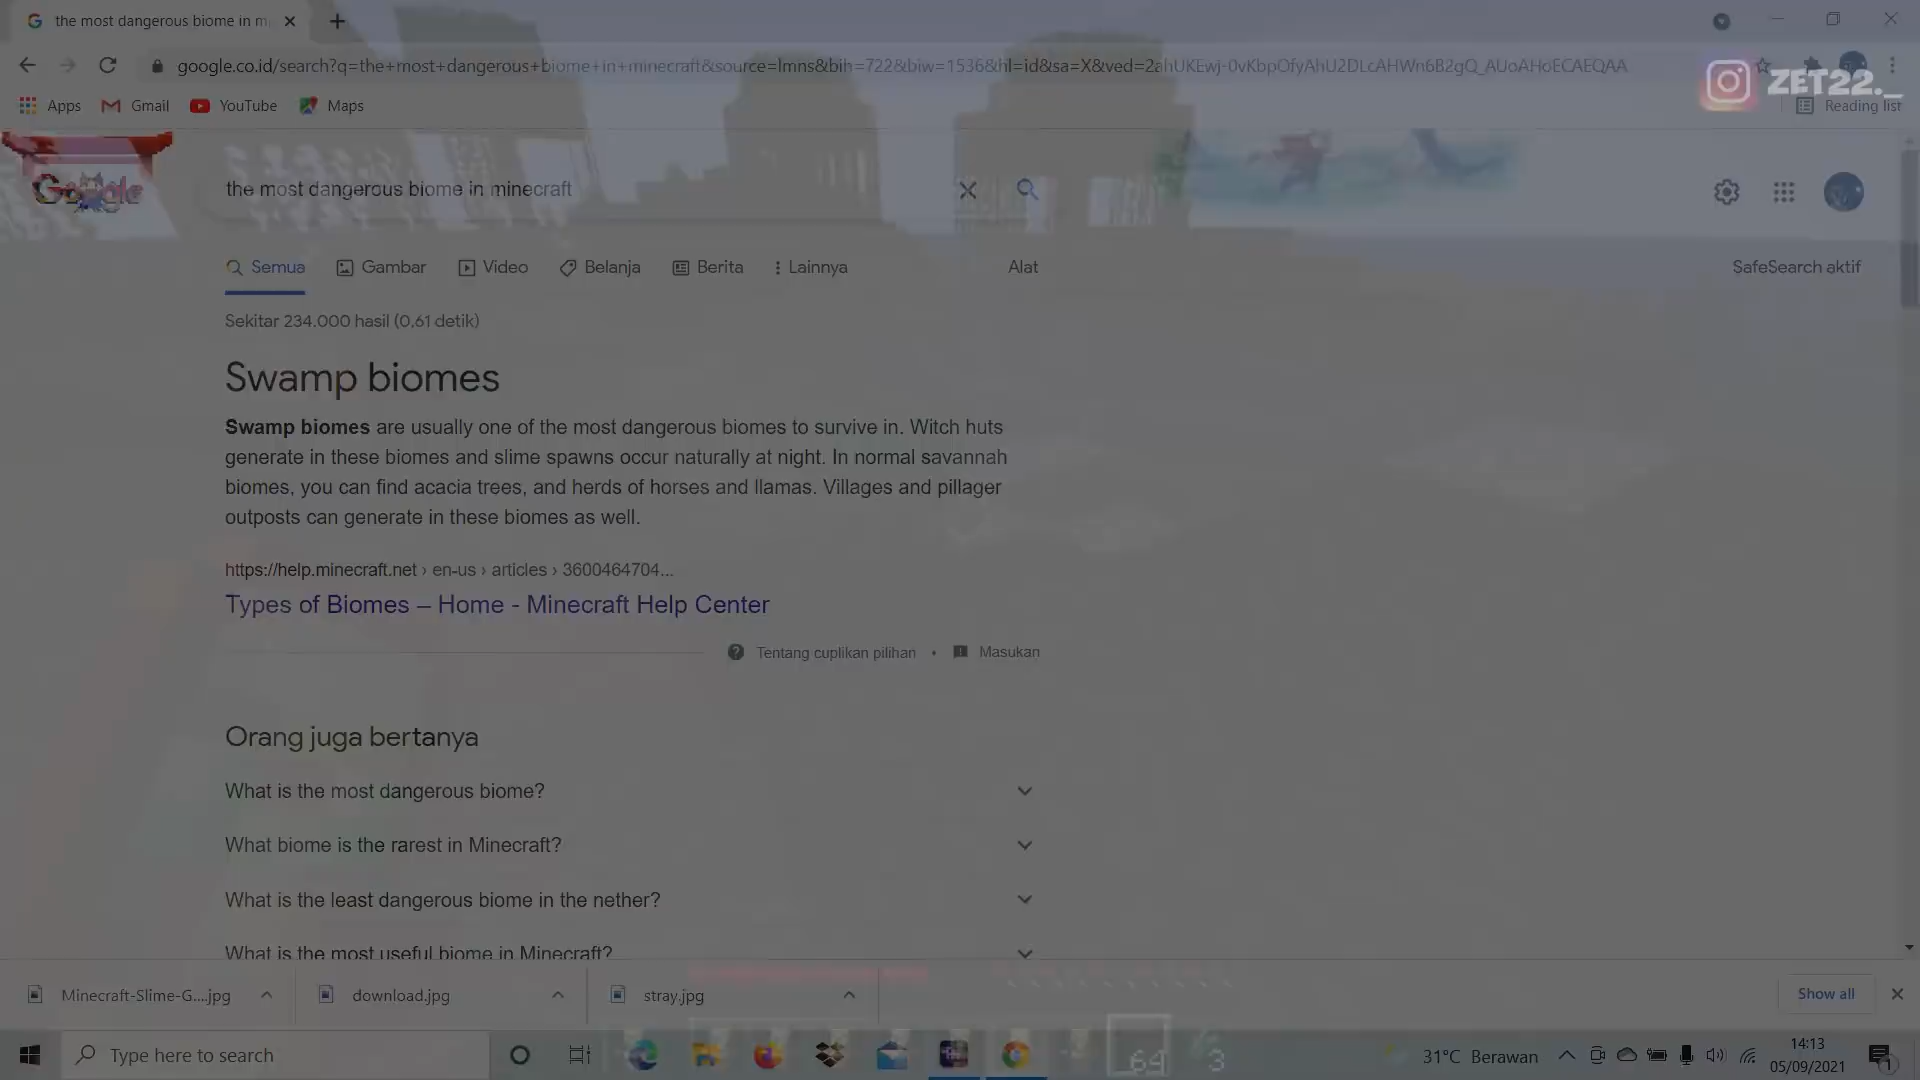 the most dangerous biome in m
google.co.id/search?q=the+most+dangerous+biome+in+minecraft&source=lmns&bih=722&biw=1536&hl=id&sa=X&ved=2ahUKEwj-0vKbpOfyAhU2DLcAHWn6B2gQ_AUoAHoECAEQAA
ZET22._
Apps
Gmail
YouTube
Maps
Reading list
Google
the most dangerous biome in minecraft
Semua
Gambar
Video
Belanja
Berita
Lainnya
Alat
SafeSearch aktif
Sekitar 234.000 hasil (0,61 detik)
Swamp biomes
Swamp biomes are usually one of the most dangerous biomes to survive in. Witch huts
generate in these biomes and slime spawns occur naturally at night. In normal savannah
biomes, you can find acacia trees, and herds of horses and llamas. Villages and pillager
outposts can generate in these biomes as well.
https://help.minecraft.net › en-us › articles › 3600464704...
Types of Biomes – Home - Minecraft Help Center
Tentang cuplikan pilihan
•
Masukan
Orang juga bertanya
What is the most dangerous biome?
What biome is the rarest in Minecraft?
What is the least dangerous biome in the nether?
What is the most useful biome in Minecraft?
Minecraft-Slime-G....jpg
download.jpg
stray.jpg
Show all
Type here to search
64
3
31°C Berawan
14:13
05/09/2021
1